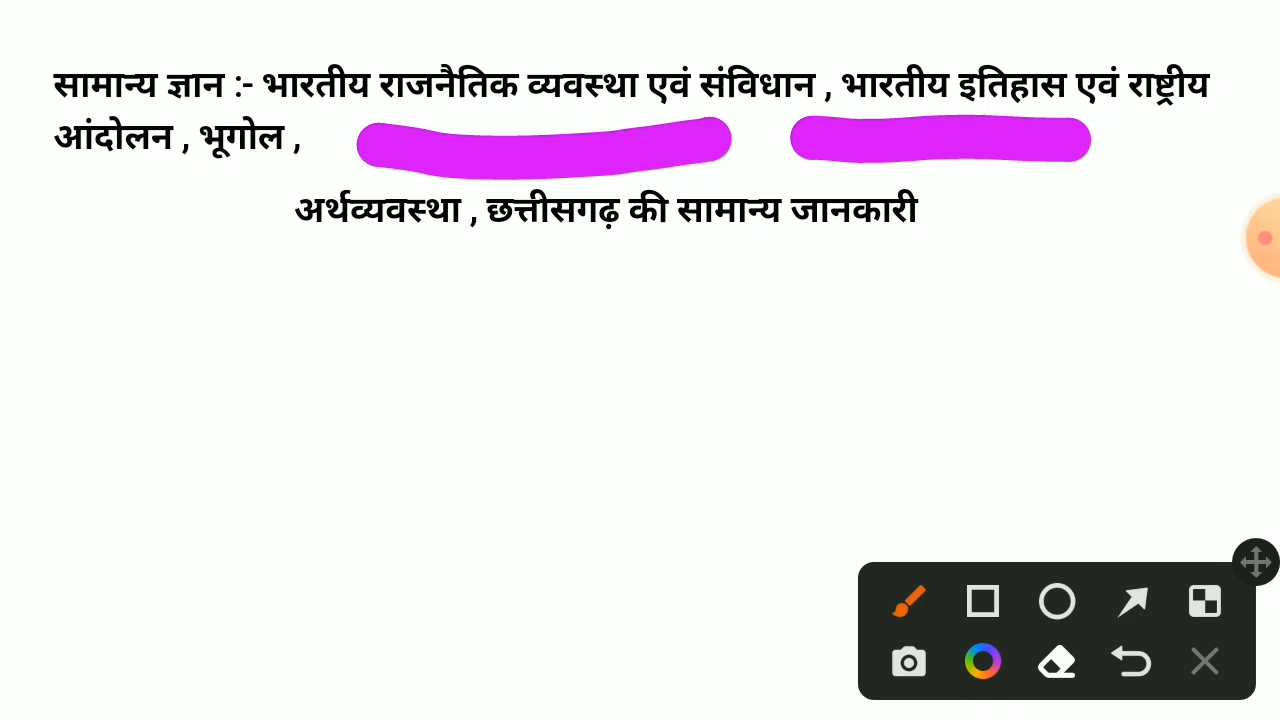 सामान्य ज्ञान :- भारतीय राजनैतिक व्यवस्था एवं संविधान , भारतीय इतिहास एवं राष्ट्रीय
आंदोलन , भूगोल ,
अर्थव्यवस्था , छत्तीसगढ़ की सामान्य जानकारी